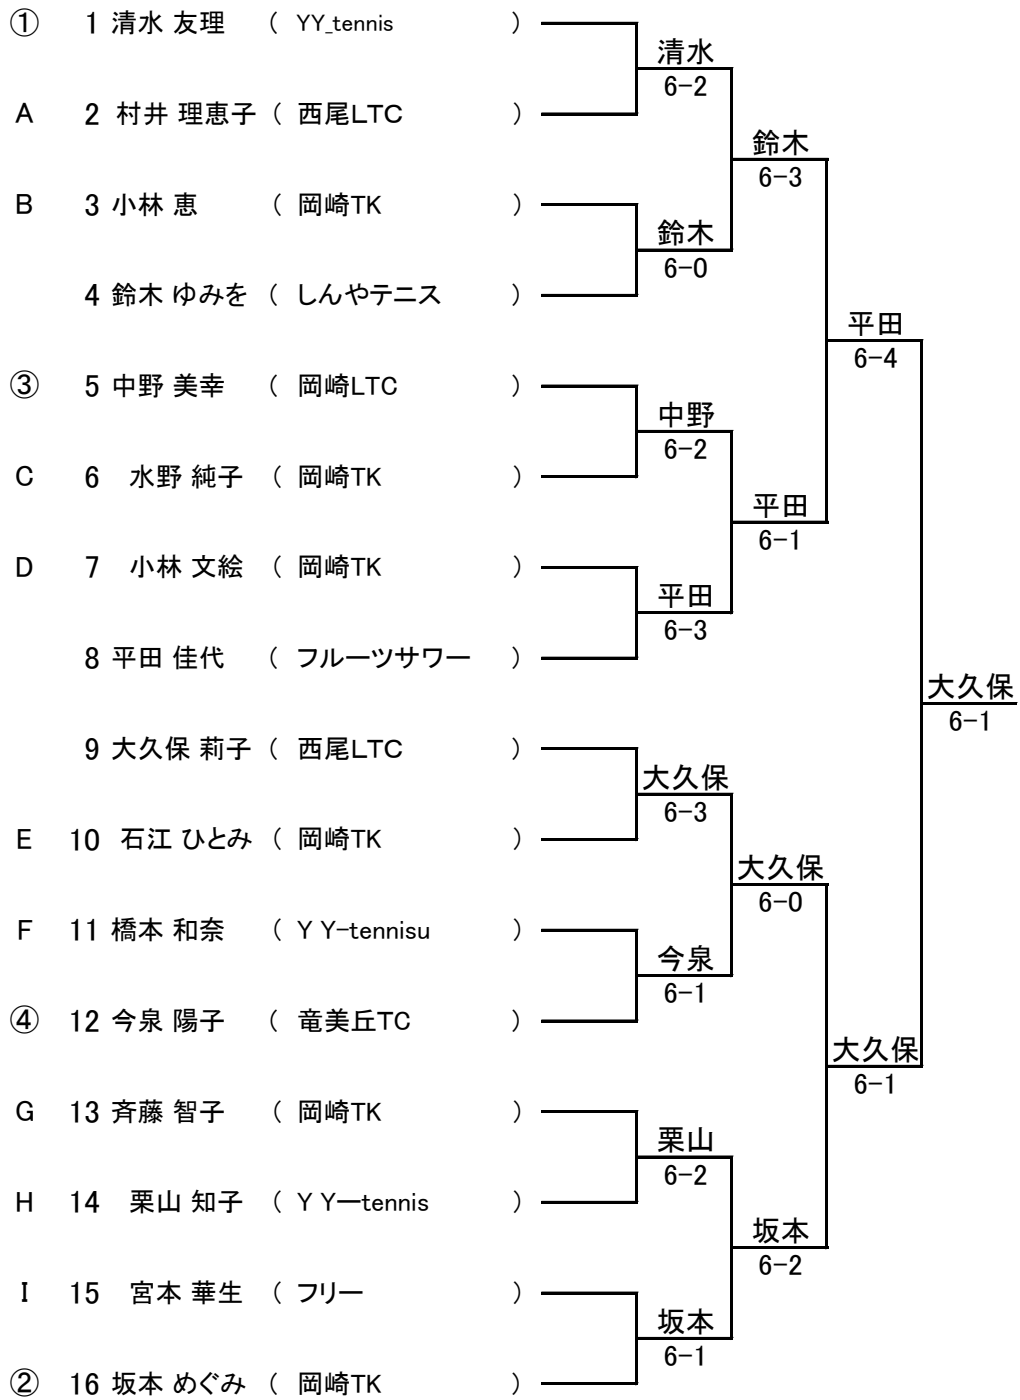 ① 1 清水 友理 ( YY_tennis )
清水
6-2
A 2 村井 理恵子 ( 西尾LTC )
鈴木
6-3
B 3 小林 恵 ( 岡崎TK )
鈴木
6-0
4 鈴木 ゆみを ( しんやテニス )
平田
6-4
③ 5 中野 美幸 ( 岡崎LTC )
中野
6-2
C 6 水野 純子 ( 岡崎TK )
平田
6-1
D 7 小林 文絵 ( 岡崎TK )
平田
6-3
8 平田 佳代 ( フルーツサワー )
大久保
6-1
9 大久保 莉子 ( 西尾LTC )
大久保
6-3
E 10 石江 ひとみ ( 岡崎TK )
大久保
6-0
F 11 橋本 和奈 ( Y Y-tennisu )
今泉
6-1
④ 12 今泉 陽子 ( 竜美丘TC )
大久保
6-1
G 13 斉藤 智子 ( 岡崎TK )
栗山
6-2
H 14 栗山 知子 ( Y Yーtennis )
坂本
6-2
I 15 宮本 華生 ( フリー )
坂本
6-1
② 16 坂本 めぐみ ( 岡崎TK )